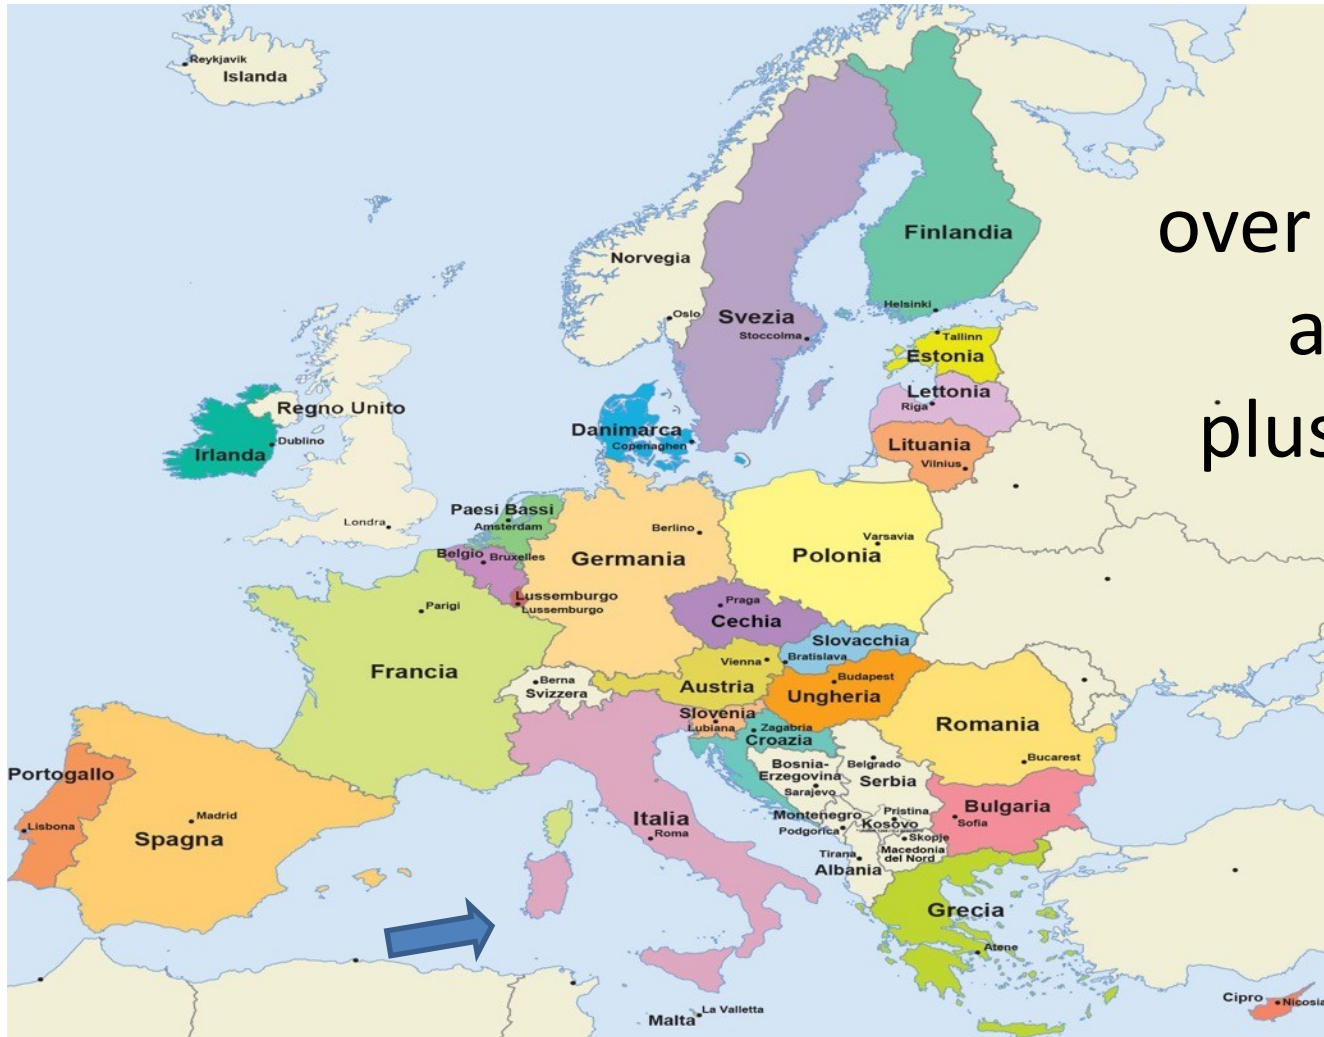 Reykjavik
Islanda
over
Finlandia
Norvegia
Helsinki
Oslo
Svezia
Stoccolma
a
Tallinn
Estonia
Lettonia
Riga
Regno Unito
plus
Danimarca
Copenaghen
Dublino
Irlanda
Lituania
Vilnius
Paesi Bassi
Amsterdam
Londra
Berlino
Varsavia
Belgio
Bruxelles
Germania
Polonia
Lussemburgo
Lussemburgo
Parigi
Praga
Cechia
Slovacchia
Bratislava
Vienna
Francia
Berna
Svizzera
Austria
Budapest
Ungheria
Slovenia
Lubiana
Zagabria
Croazia
Romania
Bucarest
Portogallo
Bosnia-
Erzegovina
Sarajevo
Belgrado
Serbia
Lisbona
Madrid
Spagna
Italia
Roma
Montenegro
Podgorica
Pristina
Kosovo
Bulgaria
Sofia
Skopje
Macedonia
del Nord
Tirana
Albania
Grecia
Atene
Cipro
Nicosia
La Valletta
Malta